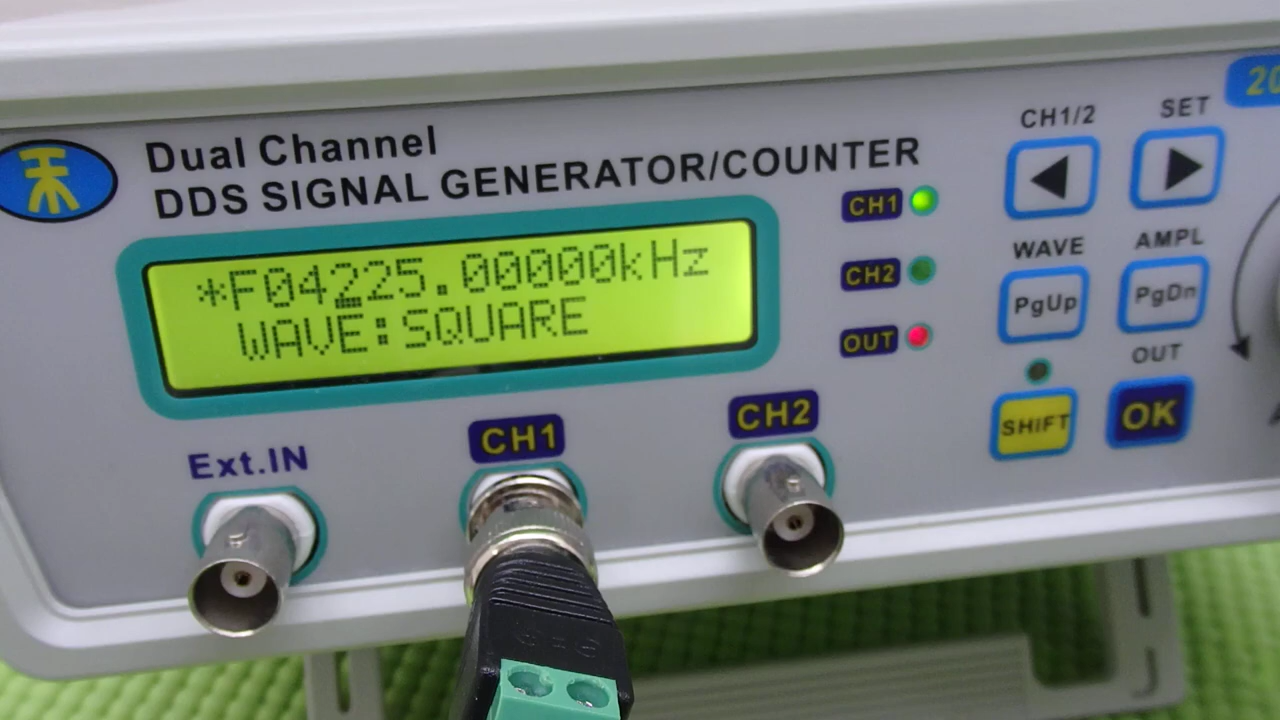 Dual Channel
DDS SIGNAL GENERATOR/COUNTER
*F04225.00000kHz
WAVE:SQUARE
CH1
CH2
OUT
CH1/2
SET
WAVE
AMPL
PgUp
PgDn
OUT
SHiFT
OK
Ext.IN
CH1
CH2